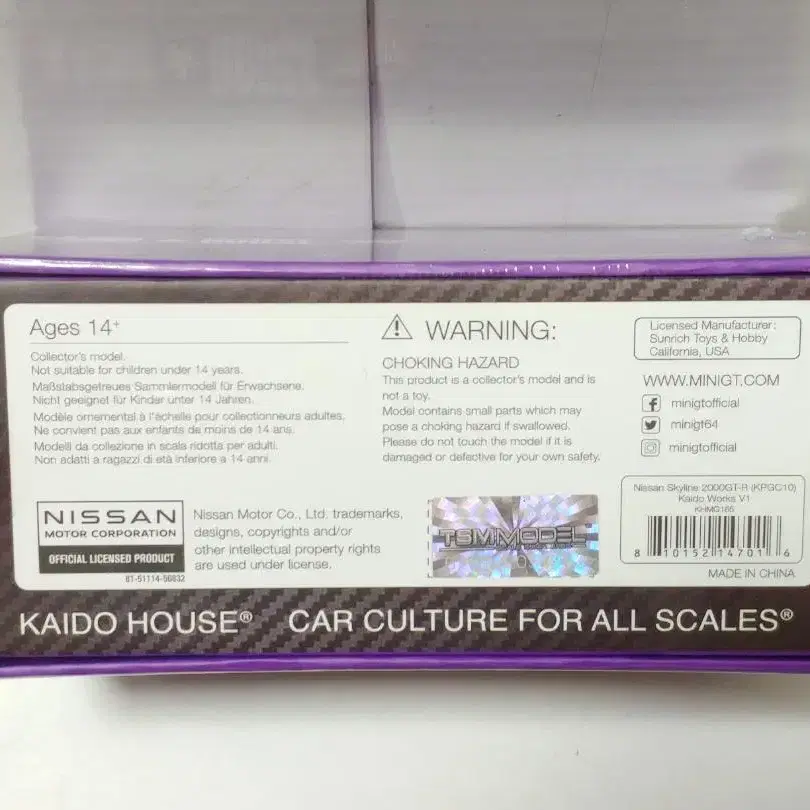 Ages 14+
Collector's model.
Not suitable for children under 14 years.
Maßstabsgetreues Sammlermodell für Erwachsene.
Nicht geeignet für Kinder unter 14 Jahren.
Modèle ornemental à l'échelle pour collectionneurs adultes.
Ne convient pas aux enfants de moins de 14 ans.
Modelli da collezione in scala ridotta per adulti.
Non adatti a ragazzi di età inferiore a 14 anni.
NISSAN
MOTOR CORPORATION
OFFICIAL LICENSED PRODUCT
81-51114-56832
Nissan Motor Co., Ltd. trademarks,
designs, copyrights and/or
other intellectual property rights
are used under license.
WARNING:
CHOKING HAZARD
This product is a collector's model and is
not a toy.
Model contains small parts which may
pose a choking hazard if swallowed.
Please do not touch the model if it is
damaged or defective for your own safety.
TSMMODEL
Licensed Manufacturer:
Sunrich Toys & Hobby
California, USA
WWW.MINIGT.COM
minigtofficial
minigt64
minigtofficial
Nissan Skyline 2000GT-R (KPGC10)
Kaido Works V1
KHMG165
8 10152 14701 6
MADE IN CHINA
KAIDO HOUSE® CAR CULTURE FOR ALL SCALES®